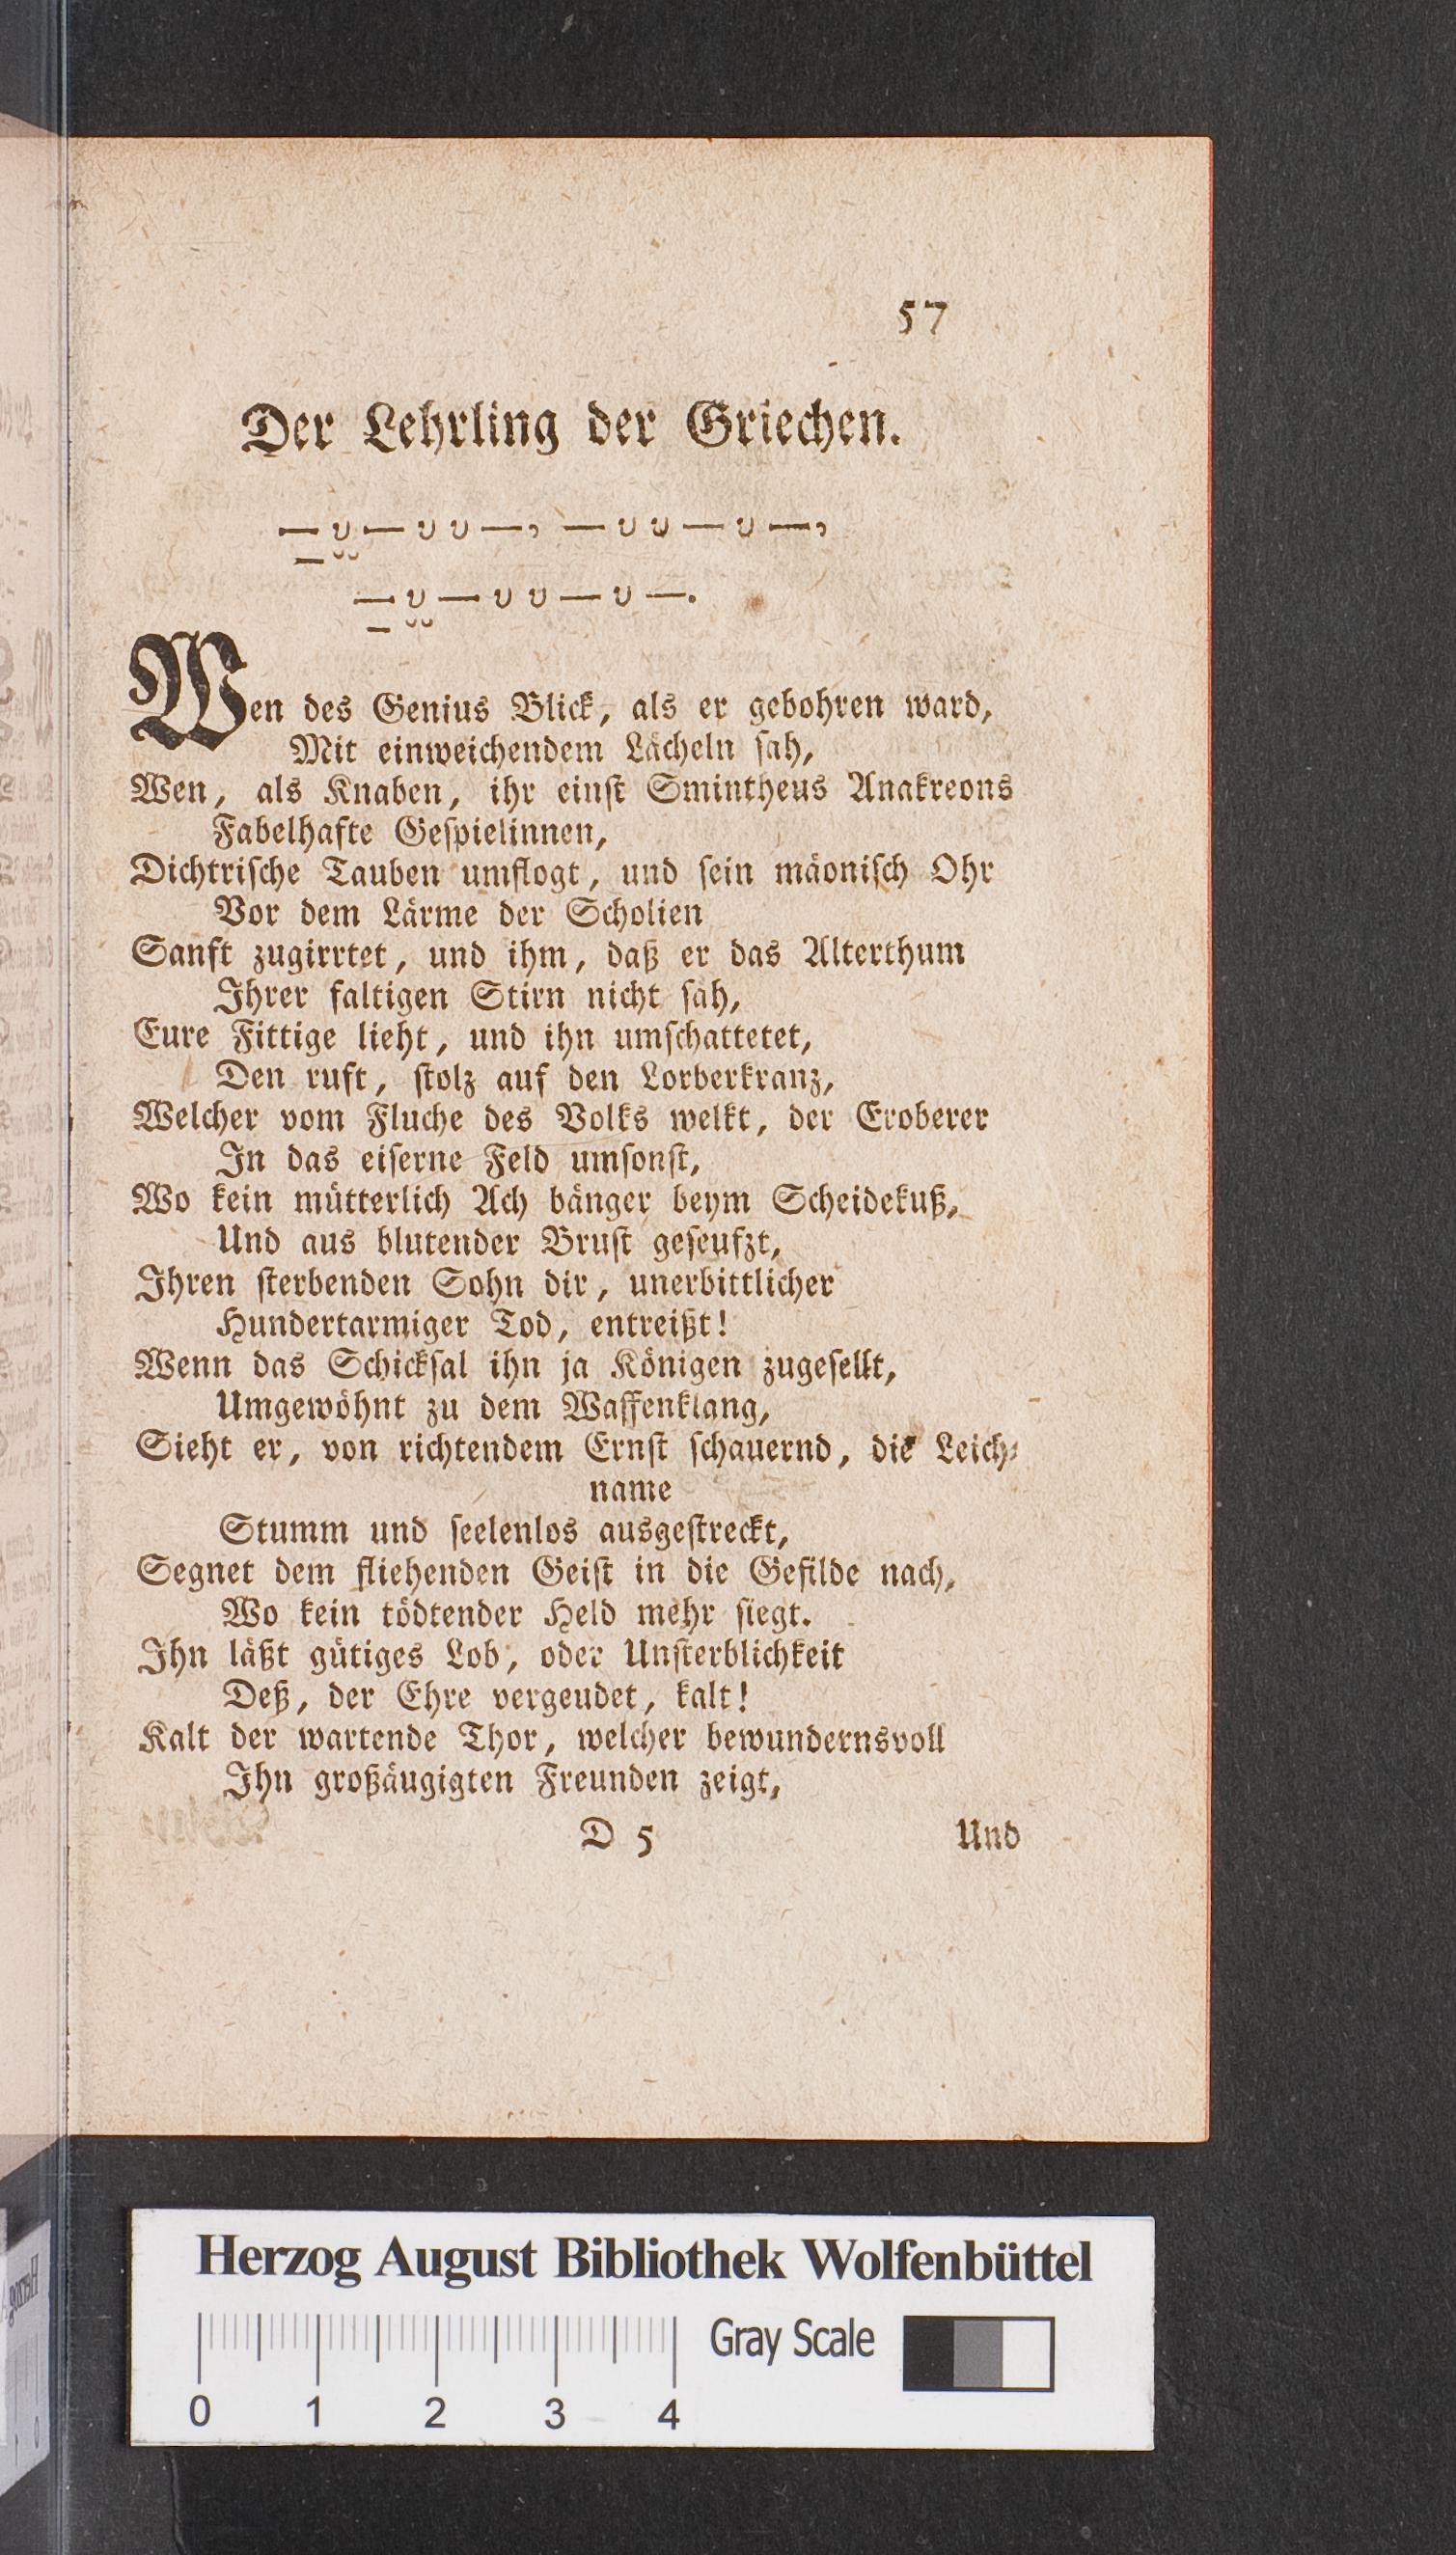 57
Der Lehrling der Griechen.
— υ — υ υ —, — υ υ — υ —,
— ˘˘
— υ — υ υ — υ —.
— ˘˘
Wen des Genius Blick, als er gebohren ward,
Mit einweichendem Lächeln sah,
Wen, als Knaben, ihr einst Smintheus Anakreons
Fabelhafte Gespielinnen,
Dichtrische Tauben umflogt, und sein mäonisch Ohr
Vor dem Lärme der Scholien
Sanft zugirrtet, und ihm, daß er das Alterthum
Ihrer faltigen Stirn nicht säh,
Eure Fittige lieht, und ihn umschattetet,
Den ruft, stolz auf den Lorberkranz,
Welcher vom Fluche des Volks welkt, der Eroberer
In das eiserne Feld umsonst,
Wo kein mütterlich Ach bänger beym Scheidekuß,
Und aus blutender Brust geseufzt,
Ihren sterbenden Sohn dir, unerbittlicher
Hundertarmiger Tod, entreißt!
Wenn das Schicksal ihn ja Königen zugesellt,
Umgewöhnt zu dem Waffenklang,
Sieht er, von richtendem Ernst schauernd, die Leich-
name
Stumm und seelenlos ausgestreckt,
Segnet dem fliehenden Geist in die Gefilde nach,
Wo kein tödtender Held mehr siegt.
Ihn läßt gütiges Lob, oder Unsterblichkeit
Deß, der Ehre vergeudet, kalt!
Kalt der wartende Thor, welcher bewundernsvoll
Ihn großäugigten Freunden zeigt,
D 5 Und
Herzog August Bibliothek Wolfenbüttel
Gray Scale
0 1 2 3 4